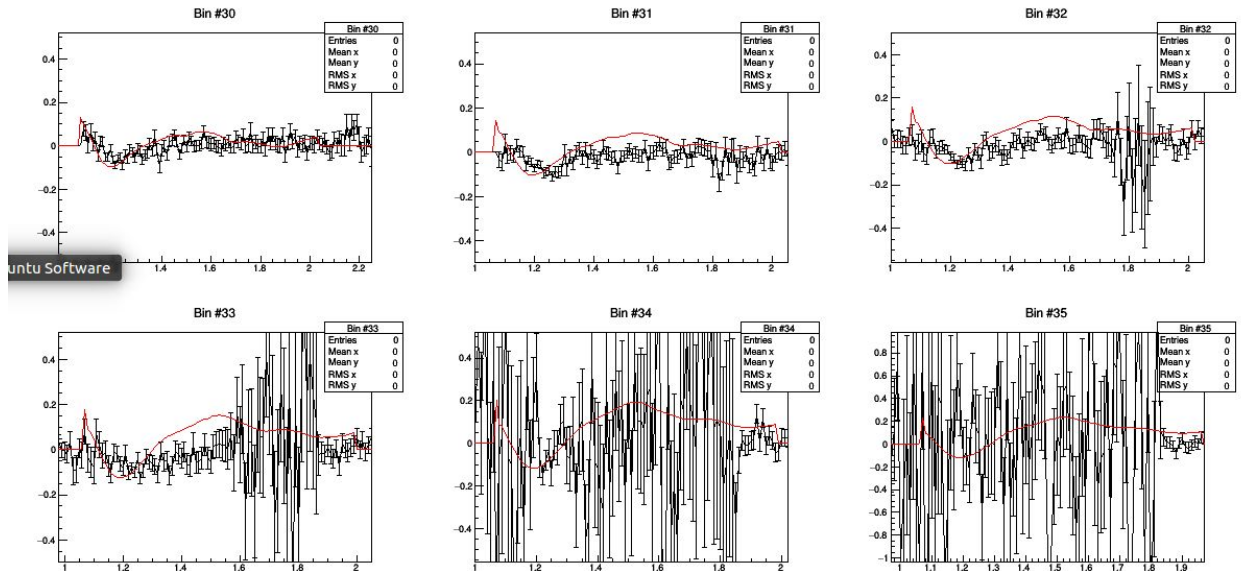 Bin #30
Bin #30
Entries 0
Mean x 0
Mean y 0
RMS x 0
RMS y 0
0.4
0.2
0
−0.2
−0.4
1.2 1.4 1.6 1.8 2 2.2
Bin #31
Bin #31
Entries 0
Mean x 0
Mean y 0
RMS x 0
RMS y 0
0.4
0.2
0
−0.2
−0.4
1 1.2 1.4 1.6 1.8 2
Bin #32
Bin #32
Entries 0
Mean x 0
Mean y 0
RMS x 0
RMS y 0
0.4
0.2
0
−0.2
−0.4
1 1.2 1.4 1.6 1.8 2
untu Software
Bin #33
Bin #33
Entries 0
Mean x 0
Mean y 0
RMS x 0
RMS y 0
0.4
0.2
0
−0.2
−0.4
1 1.2 1.4 1.6 1.8 2
Bin #34
Bin #34
Entries 0
Mean x 0
Mean y 0
RMS x 0
RMS y 0
0.4
0.2
0
−0.2
−0.4
1 1.2 1.4 1.6 1.8 2
Bin #35
Bin #35
Entries 0
Mean x 0
Mean y 0
RMS x 0
RMS y 0
0.8
0.6
0.4
0.2
0
−0.2
−0.4
−0.6
−0.8
−1
1 1.1 1.2 1.3 1.4 1.5 1.6 1.7 1.8 1.9